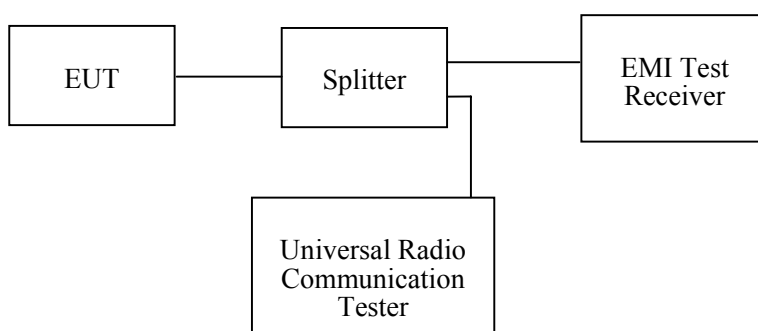 EUT
Splitter
EMI Test
Receiver
Universal Radio
Communication
Tester